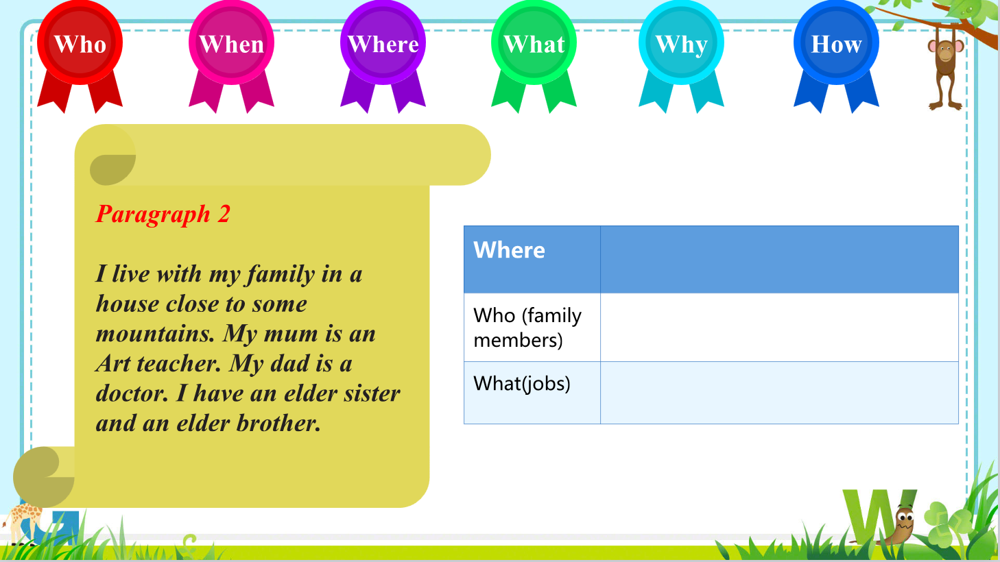 Who
When
Where
What
Why
How
Paragraph 2
I live with my family in a
house close to some
mountains. My mum is an
Art teacher. My dad is a
doctor. I have an elder sister
and an elder brother.
Where
Who (family
members)
What(jobs)
W